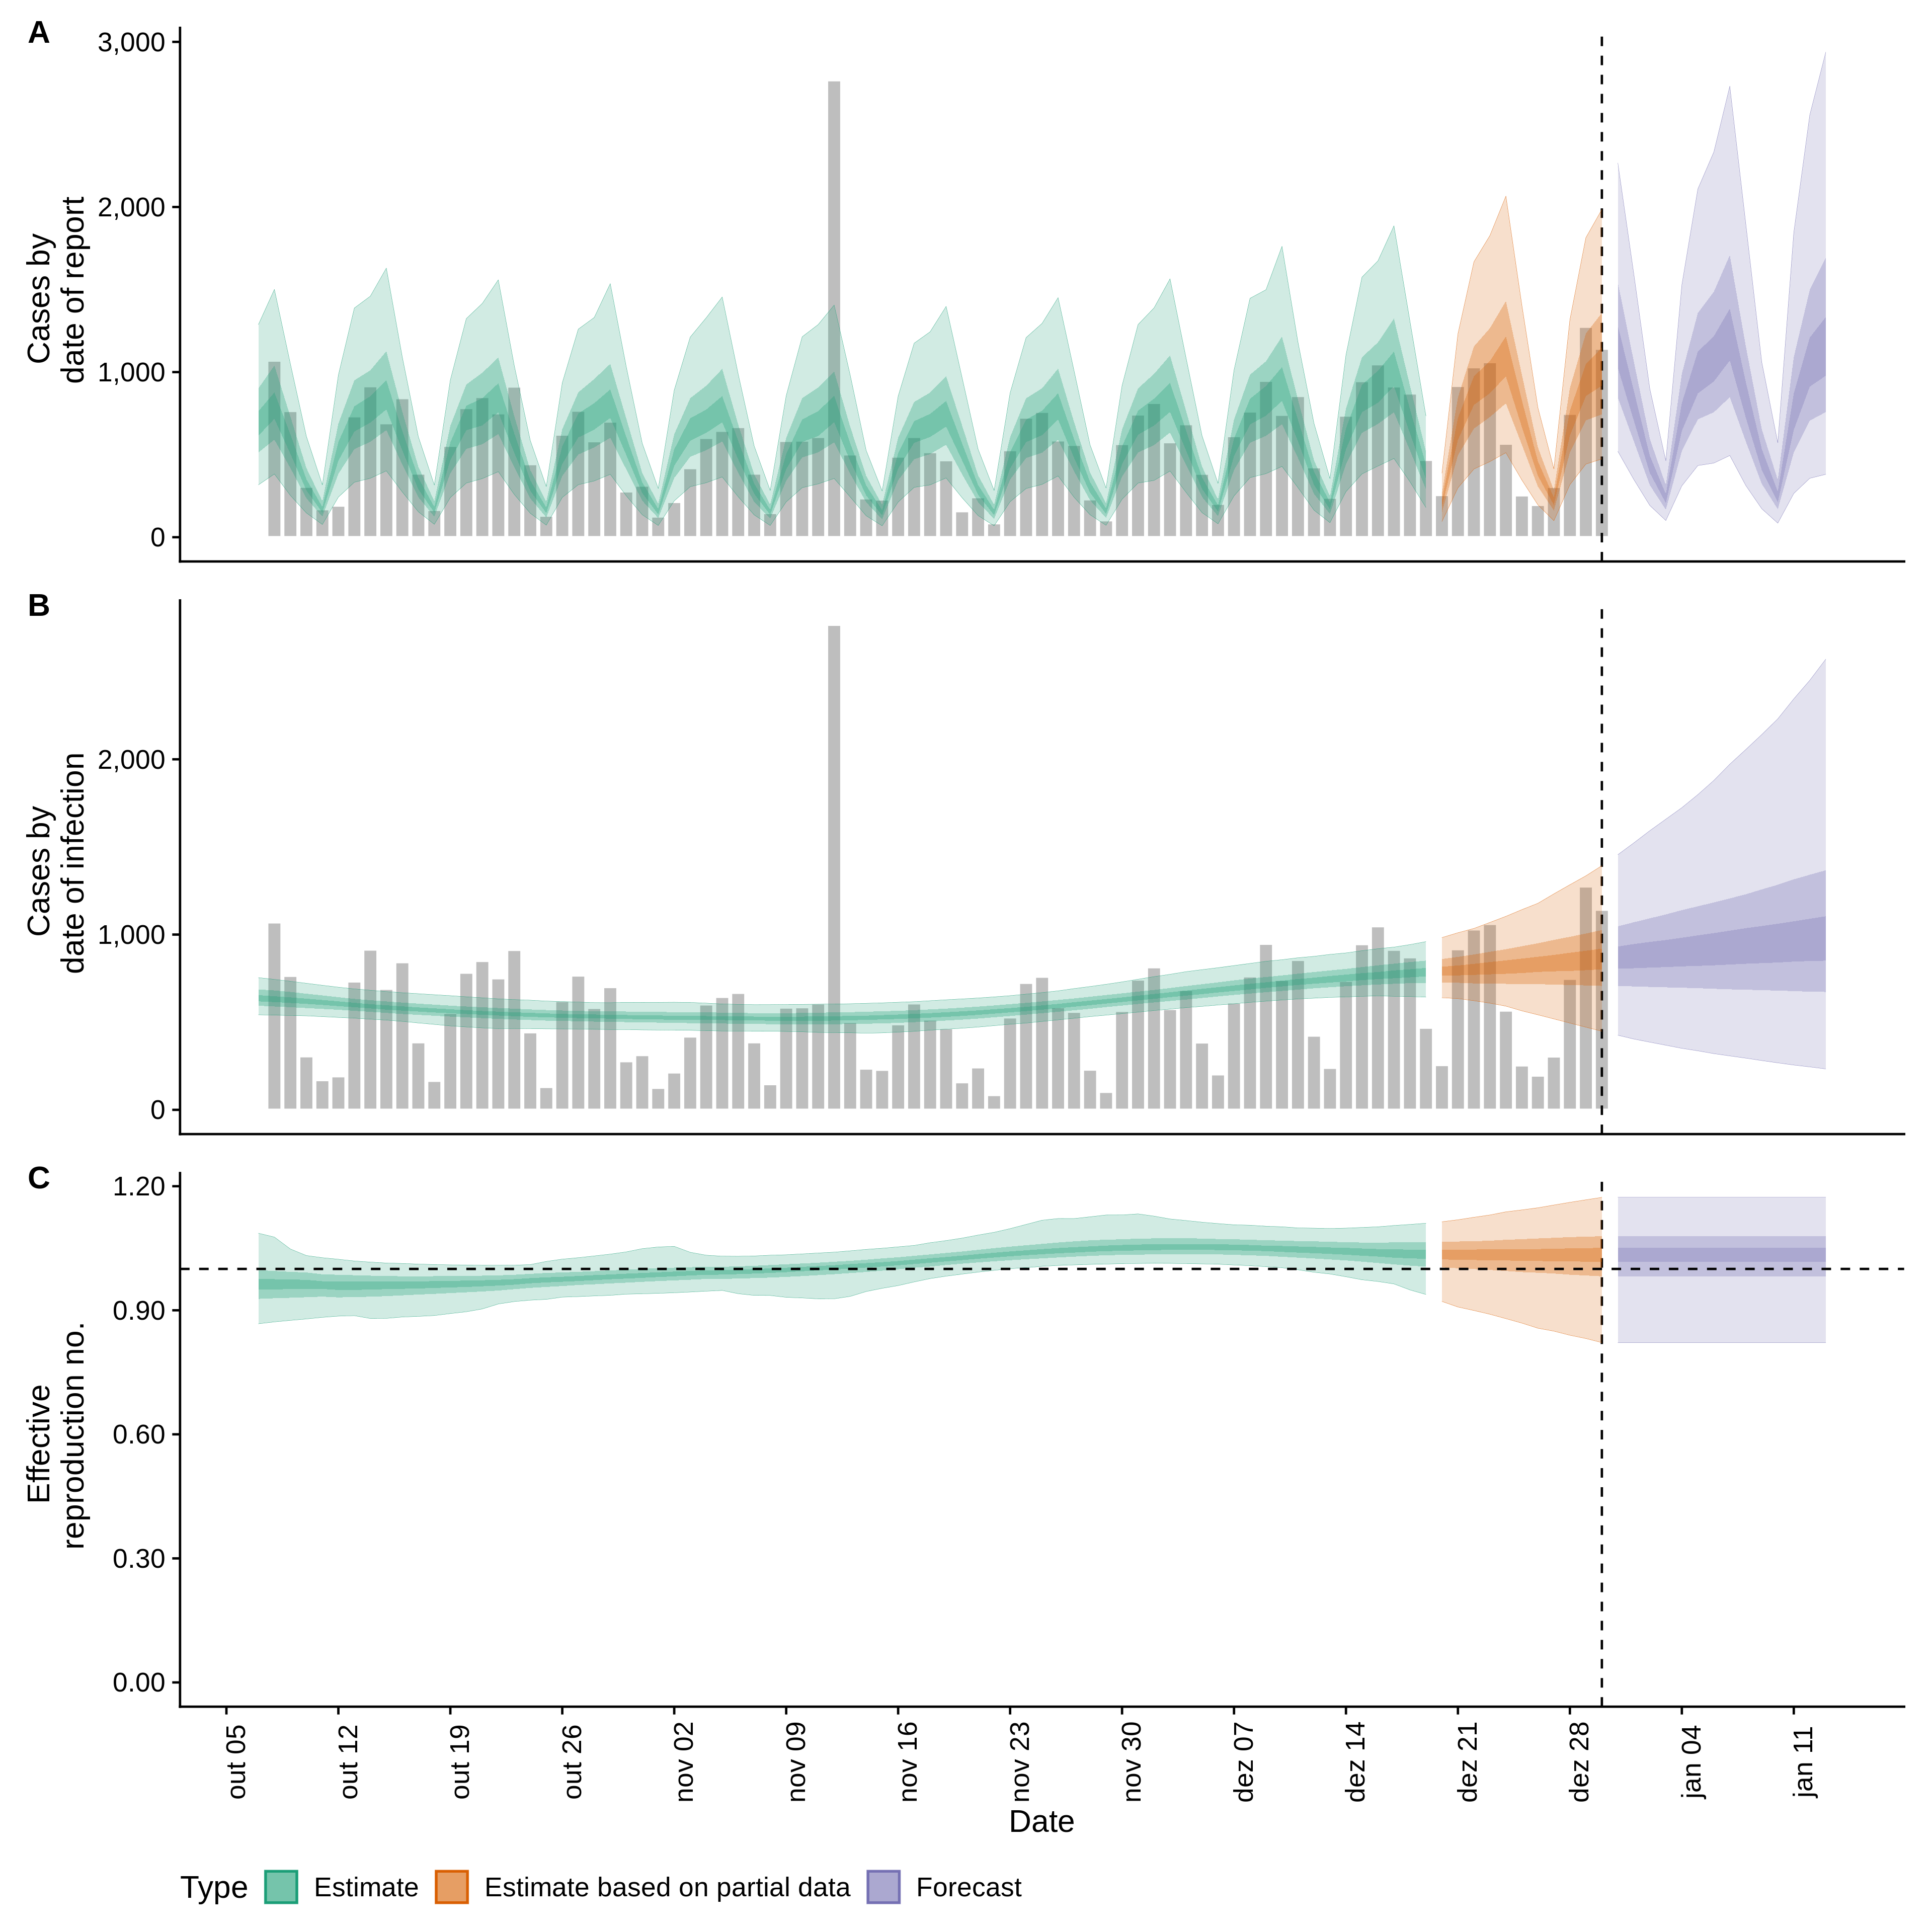 A
3,000
2,000
1,000
0
Cases by
date of report
B
2,000
1,000
0
Cases by
date of infection
C
1.20
0.90
0.60
0.30
0.00
Effective
reproduction no.
out 05
out 12
out 19
out 26
nov 02
nov 09
nov 16
nov 23
nov 30
dez 07
dez 14
dez 21
dez 28
jan 04
jan 11
Date
Type Estimate Estimate based on partial data Forecast